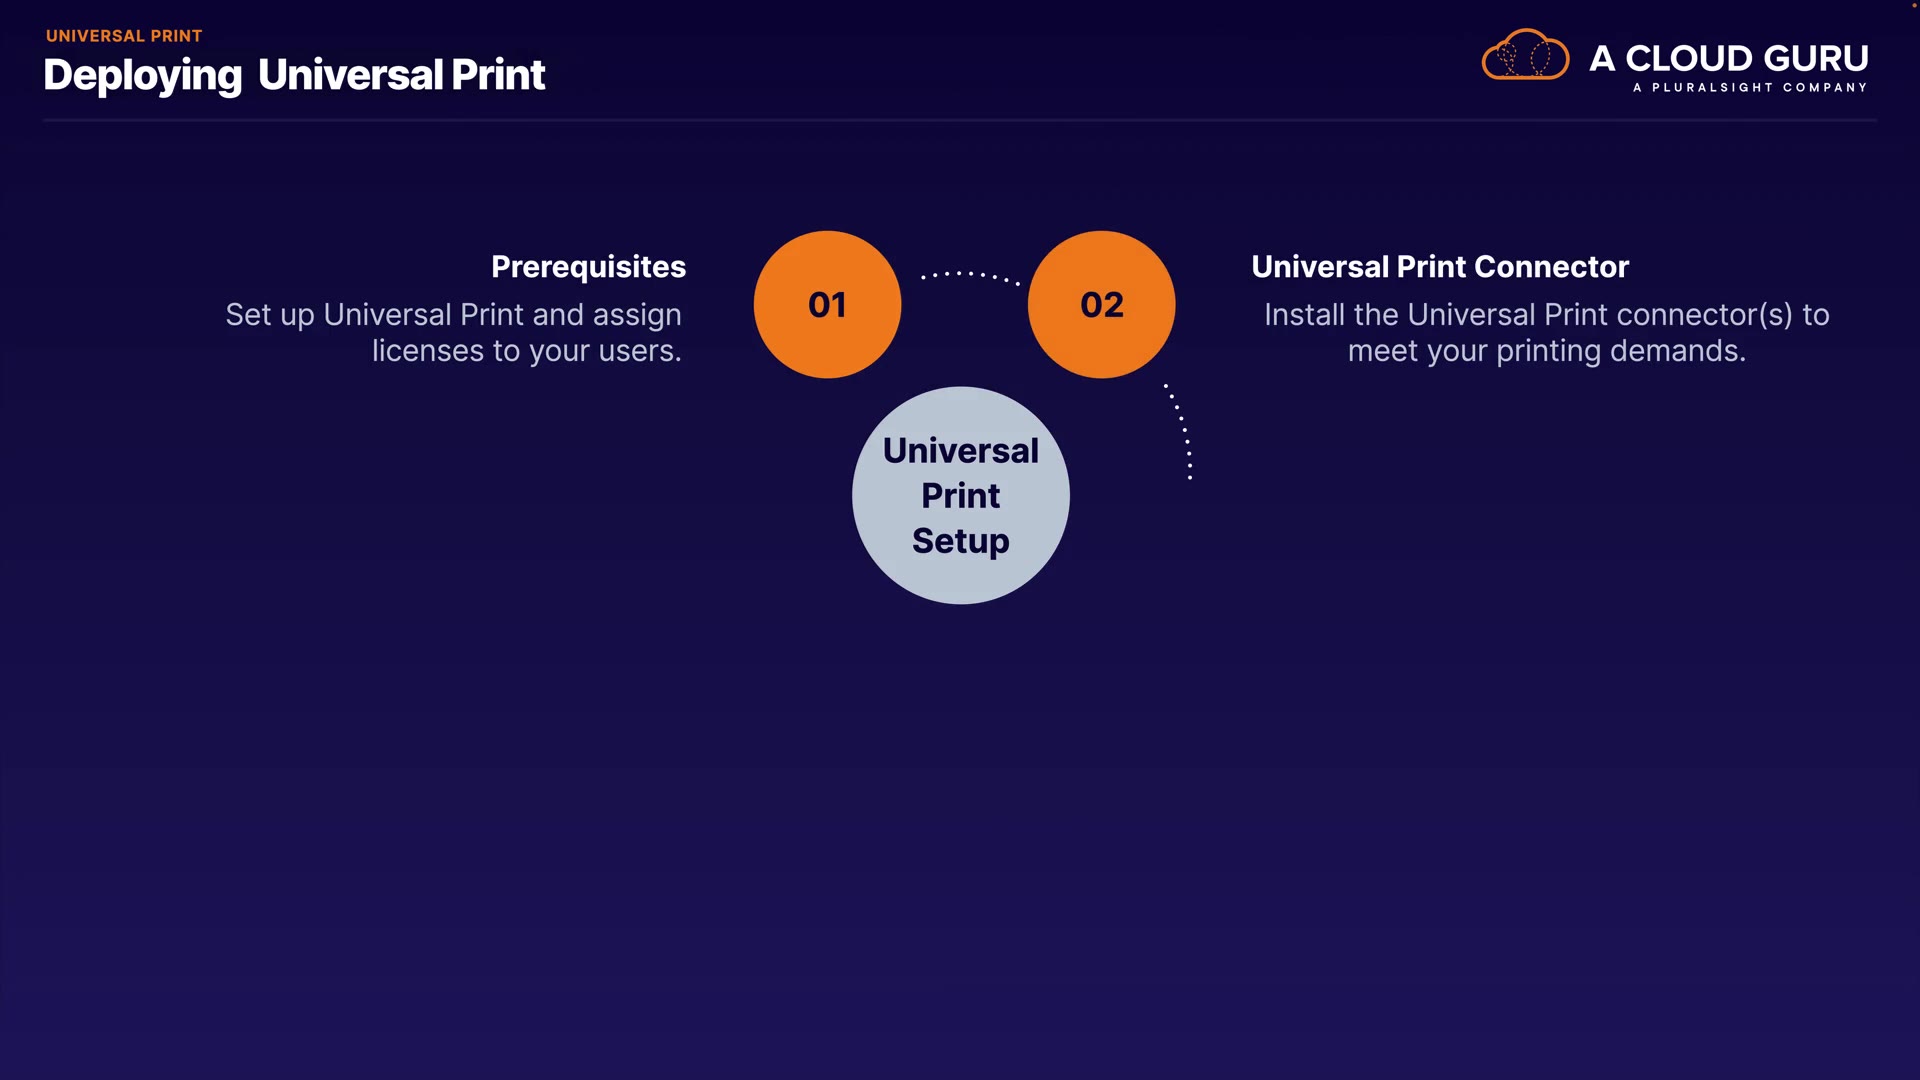 UNIVERSAL PRINT
Deploying Universal Print
A CLOUD GURU
A PLURALSIGHT COMPANY
Prerequisites
Set up Universal Print and assign
licenses to your users.
01
02
Universal Print Connector
Install the Universal Print connector(s) to
meet your printing demands.
Universal
Print
Setup